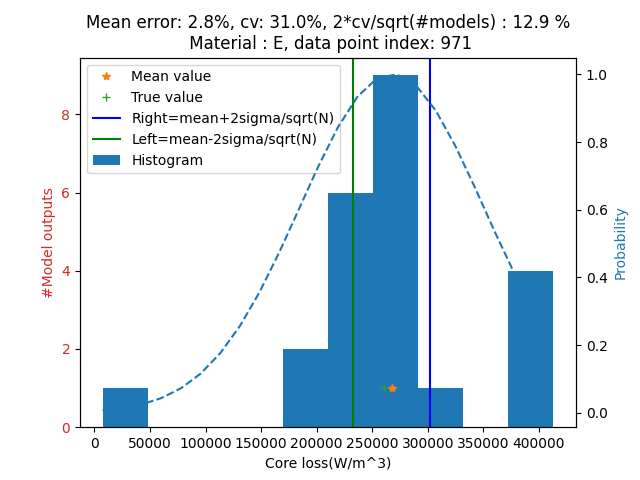 Mean error: 2.8%, cv: 31.0%, 2*cv/sqrt(#models) : 12.9 %
Material : E, data point index: 971
Mean value
True value
Right=mean+2sigma/sqrt(N)
Left=mean-2sigma/sqrt(N)
Histogram
#Model outputs
8
6
4
2
0
1.0
0.8
0.6
0.4
0.2
0.0
Probability
0 50000 100000 150000 200000 250000 300000 350000 400000
Core loss(W/m^3)